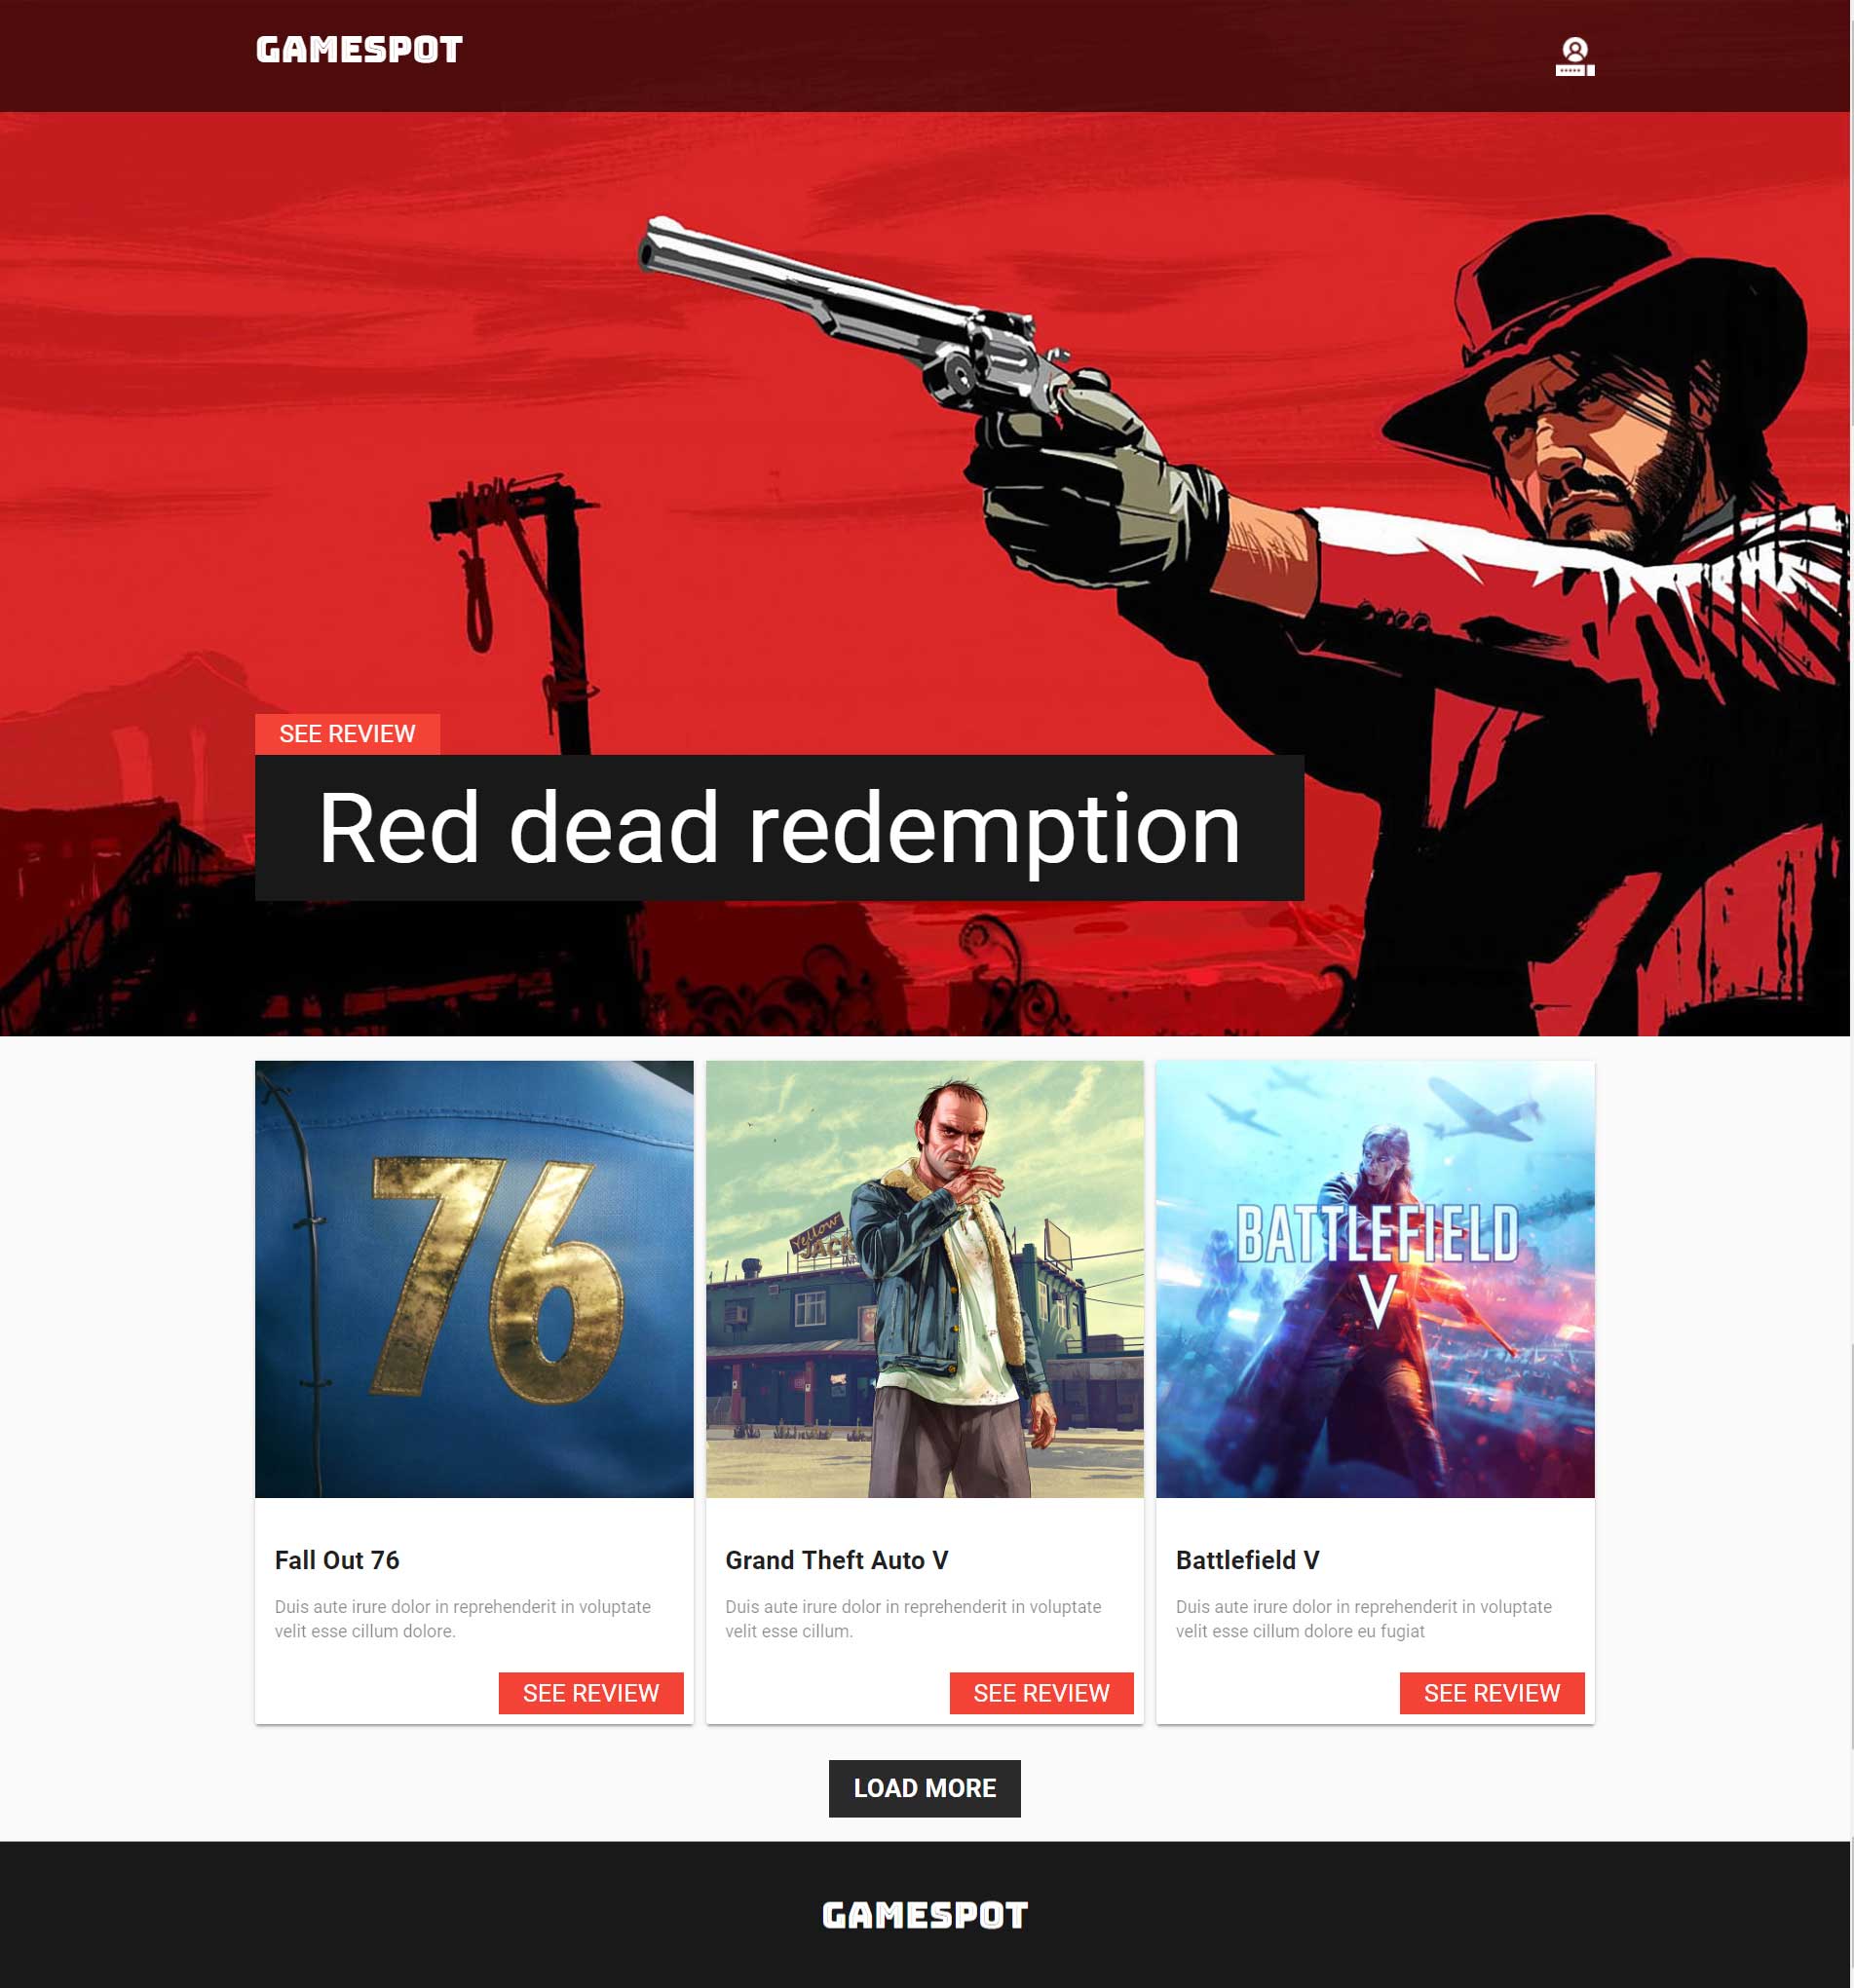 GAMESPOT
SEE REVIEW
Red dead redemption
76
Yellow
JACK
BATTLEFIELD
V
Fall Out 76
Duis aute irure dolor in reprehenderit in voluptate
velit esse cillum dolore.
SEE REVIEW
Grand Theft Auto V
Duis aute irure dolor in reprehenderit in voluptate
velit esse cillum.
SEE REVIEW
Battlefield V
Duis aute irure dolor in reprehenderit in voluptate
velit esse cillum dolore eu fugiat
SEE REVIEW
LOAD MORE
GAMESPOT